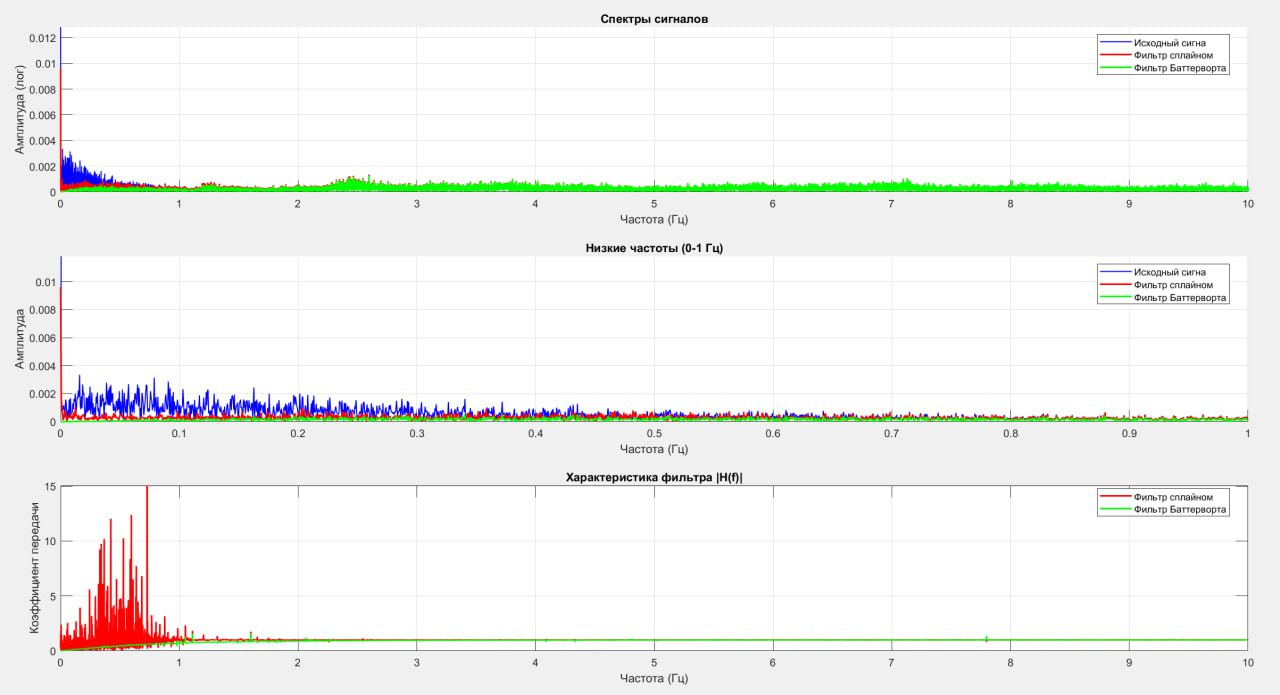 Спектры сигналов
Амплитуда (лог)
0.012
0.01
0.008
0.006
0.004
0.002
0
0 1 2 3 4 5 6 7 8 9 10
Частота (Гц)
Исходный сигна
Фильтр сплайном
Фильтр Баттерворта
Низкие частоты (0-1 Гц)
Амплитуда
0.01
0.008
0.006
0.004
0.002
0
0 0.1 0.2 0.3 0.4 0.5 0.6 0.7 0.8 0.9 1
Частота (Гц)
Исходный сигна
Фильтр сплайном
Фильтр Баттерворта
Характеристика фильтра |H(f)|
Коэффициент передачи
15
10
5
0
0 1 2 3 4 5 6 7 8 9 10
Частота (Гц)
Фильтр сплайном
Фильтр Баттерворта